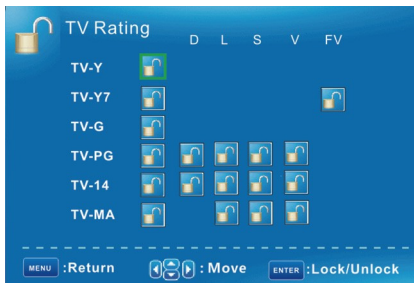 TV Rating
D L S V FV
TV-Y
TV-Y7
TV-G
TV-PG
TV-14
TV-MA
MENU :Return : Move ENTER :Lock/Unlock